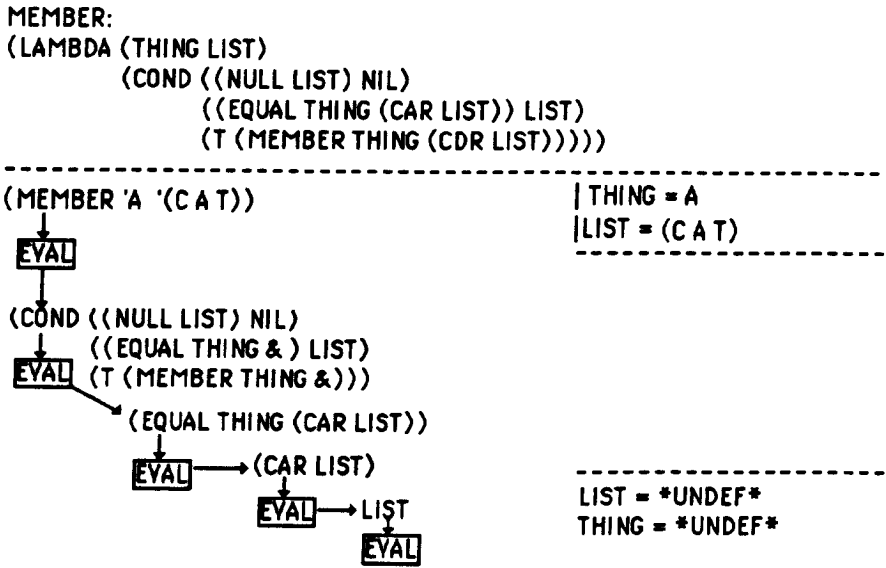 MEMBER:
(LAMBDA (THING LIST)
(COND ((NULL LIST) NIL)
((EQUAL THING (CAR LIST)) LIST)
(T (MEMBER THING (CDR LIST)))))
(MEMBER 'A '(C A T))
| THING = A
|LIST = (C A T)
EVAL
(COND ((NULL LIST) NIL)
((EQUAL THING & ) LIST)
EVAL (T (MEMBER THING &)))
(EQUAL THING (CAR LIST))
EVAL (CAR LIST)
EVAL LIST
EVAL
LIST = *UNDEF*
THING = *UNDEF*